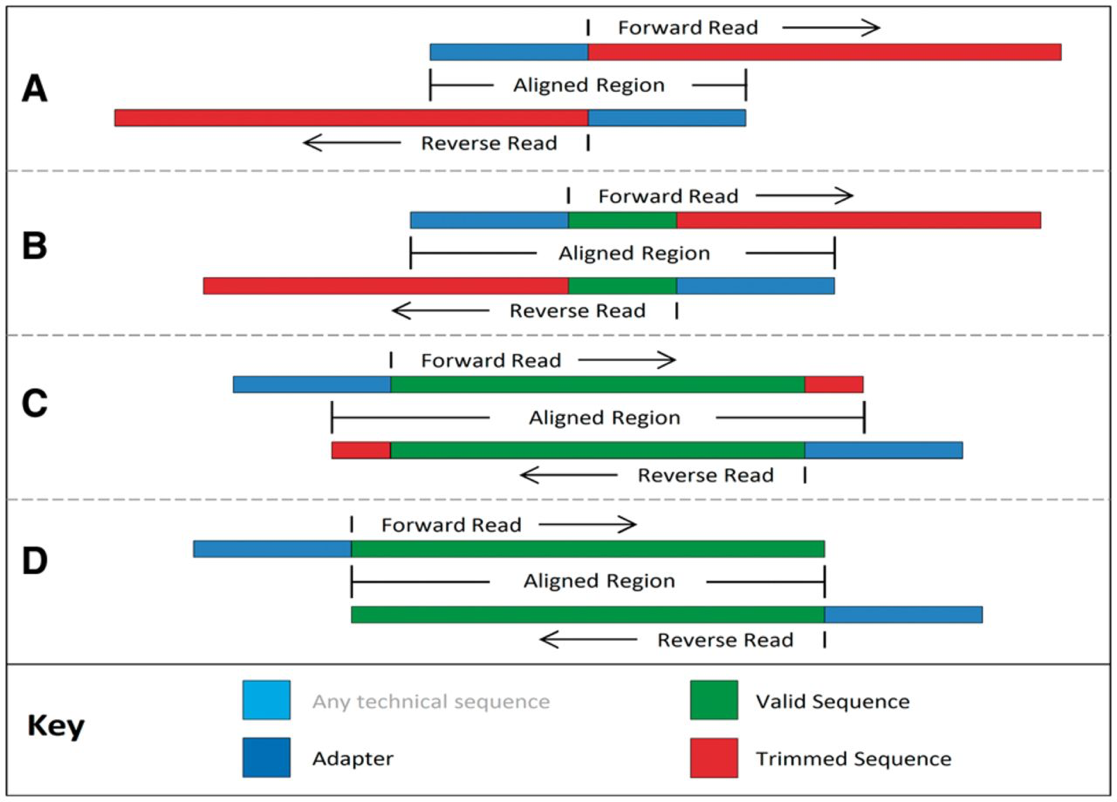 Forward Read
A
Aligned Region
Reverse Read
Forward Read
B
Aligned Region
Reverse Read
Forward Read
C
Aligned Region
Reverse Read
Forward Read
D
Aligned Region
Reverse Read
Key
Any technical sequence
Valid Sequence
Adapter
Trimmed Sequence